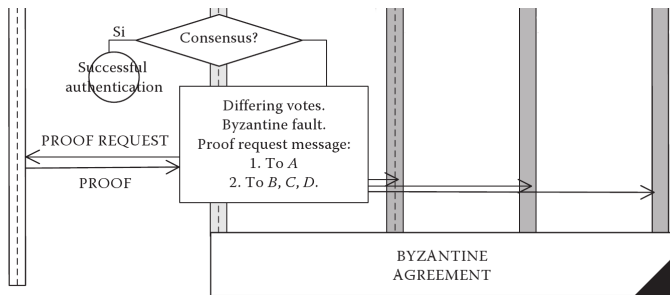 Si
Consensus?
Successful
authentication
Differing votes.
Byzantine fault.
Proof request message:
1. To A
2. To B, C, D.
PROOF REQUEST
PROOF
BYZANTINE
AGREEMENT